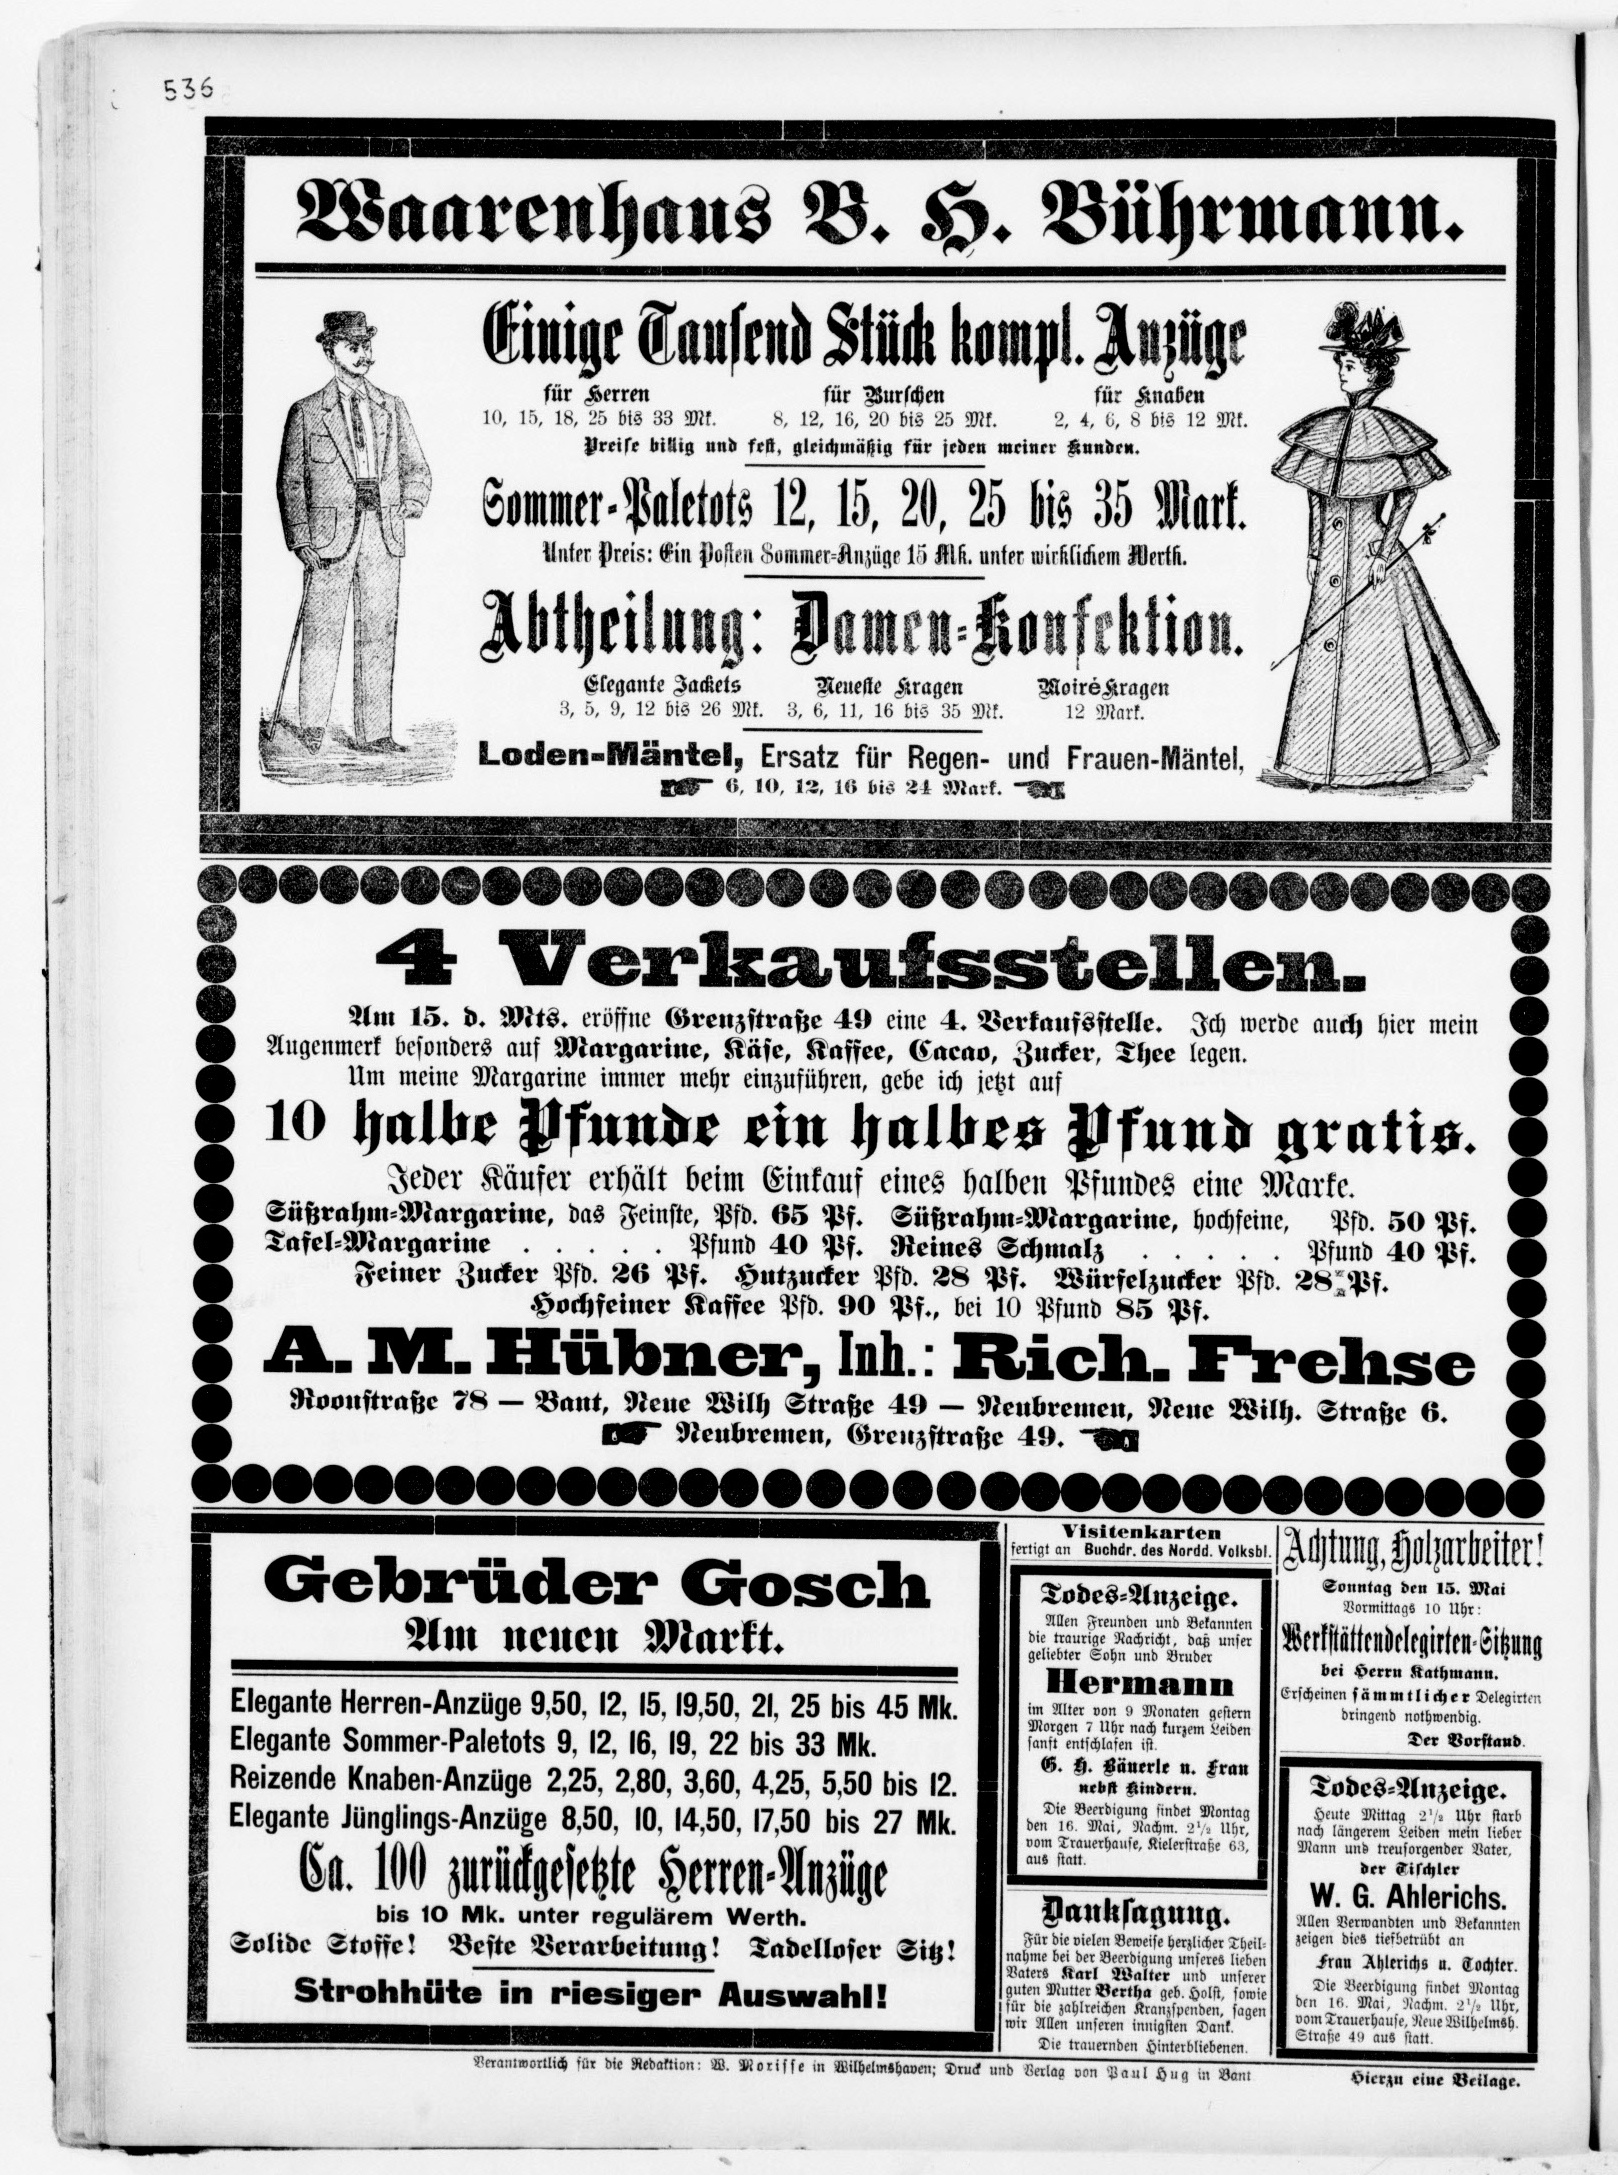 536
Waarenhaus B. H. Bührmann.
Einige Tausend Stück kompl. Anzüge
für Herren für Burschen für Knaben
10, 15, 18, 25 bis 33 Mk. 8, 12, 16, 20 bis 25 Mk. 2, 4, 6, 8 bis 12 Mk.
Preise billig und fest, gleichmäßig für jeden meiner Kunden.
Sommer-Paletots 12, 15, 20, 25 bis 35 Mark.
Unter Preis: Ein Posten Sommer-Anzüge 15 Mk. unter wirklichem Werth.
Abtheilung: Damen-Konfektion.
Elegante Jackets Neueste Kragen Moiré Kragen
3, 5, 9, 12 bis 26 Mk. 3, 6, 11, 16 bis 35 Mk. 12 Mark.
Loden-Mäntel, Ersatz für Regen- und Frauen-Mäntel,
6, 10, 12, 16 bis 24 Mark.
4 Verkaufsstellen.
Am 15. d. Mts. eröffne Grenzstraße 49 eine 4. Verkaufsstelle. Ich werde auch hier mein
Augenmerk besonders auf Margarine, Käse, Kaffee, Cacao, Zucker, Thee legen.
Um meine Margarine immer mehr einzuführen, gebe ich jetzt auf
10 halbe Pfunde ein halbes Pfund gratis.
Jeder Käufer erhält beim Einkauf eines halben Pfundes eine Marke.
Süßrahm-Margarine, das Feinste, Pfd. 65 Pf. Süßrahm-Margarine, hochfeine, Pfd. 50 Pf.
Tafel-Margarine . . . . . Pfund 40 Pf. Reines Schmalz . . . . . Pfund 40 Pf.
Feiner Zucker Pfd. 26 Pf. Hutzucker Pfd. 28 Pf. Würfelzucker Pfd. 28 Pf.
Hochfeiner Kaffee Pfd. 90 Pf., bei 10 Pfund 85 Pf.
A. M. Hübner, Inh.: Rich. Frehse
Roonstraße 78 — Bant, Neue Wilh Straße 49 — Neubremen, Neue Wilh. Straße 6.
Neubremen, Grenzstraße 49.
Gebrüder Gosch
Am neuen Markt.
Elegante Herren-Anzüge 9,50, 12, 15, 19,50, 21, 25 bis 45 Mk.
Elegante Sommer-Paletots 9, 12, 16, 19, 22 bis 33 Mk.
Reizende Knaben-Anzüge 2,25, 2,80, 3,60, 4,25, 5,50 bis 12.
Elegante Jünglings-Anzüge 8,50, 10, 14,50, 17,50 bis 27 Mk.
Ca. 100 zurückgesetzte Herren-Anzüge
bis 10 Mk. unter regulärem Werth.
Solide Stoffe! Beste Verarbeitung! Tadelloser Sitz!
Strohhüte in riesiger Auswahl!
Visitenkarten
fertigt an Buchdr. des Nordd. Volksbl.
Todes-Anzeige.
Allen Freunden und Bekannten
die traurige Nachricht, daß unser
geliebter Sohn und Bruder
Hermann
im Alter von 9 Monaten gestern
Morgen 7 Uhr nach kurzem Leiden
sanft entschlafen ist.
G. H. Bäuerle u. Frau
nebst Kindern.
Die Beerdigung findet Montag
den 16. Mai, Nachm. 2 1/2 Uhr,
vom Trauerhause, Kielerstraße 63,
aus statt.
Danksagung.
Für die vielen Beweise herzlicher Theil-
nahme bei der Beerdigung unseres lieben
Vaters Karl Walter und unserer
guten Mutter Bertha geb. Holst, sowie
für die zahlreichen Kranzspenden, sagen
wir Allen unseren innigsten Dank.
Die trauernden Hinterbliebenen.
Achtung, Holzarbeiter!
Sonntag den 15. Mai
Vormittags 10 Uhr:
Werkstättendelegirten-Sitzung
bei Herrn Kathmann.
Erscheinen sämmtlicher Delegirten
dringend nothwendig.
Der Vorstand.
Todes-Anzeige.
Heute Mittag 2 1/2 Uhr starb
nach längerem Leiden mein lieber
Mann und treusorgender Vater,
der Tischler
W. G. Ahlerichs.
Allen Verwandten und Bekannten
zeigen dies tiefbetrübt an
Frau Ahlerichs u. Tochter.
Die Beerdigung findet Montag
den 16. Mai, Nachm. 2 1/2 Uhr,
vom Trauerhause, Neue Wilhelmsh.
Straße 49 aus statt.
Verantwortlich für die Redaktion: W. Morisse in Wilhelmshaven; Druck und Verlag von Paul Hug in Bant
Hierzu eine Beilage.